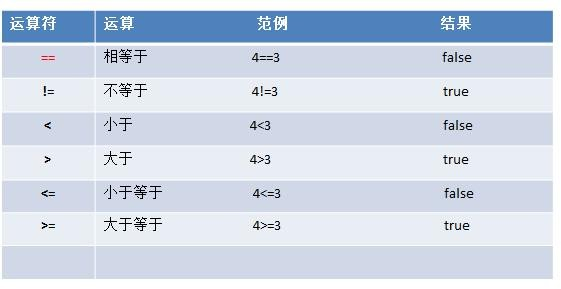 运算符 运算 范例 结果
== 相等于 4==3 false
!= 不等于 4!=3 true
< 小于 4<3 false
> 大于 4>3 true
<= 小于等于 4<=3 false
>= 大于等于 4>=3 true